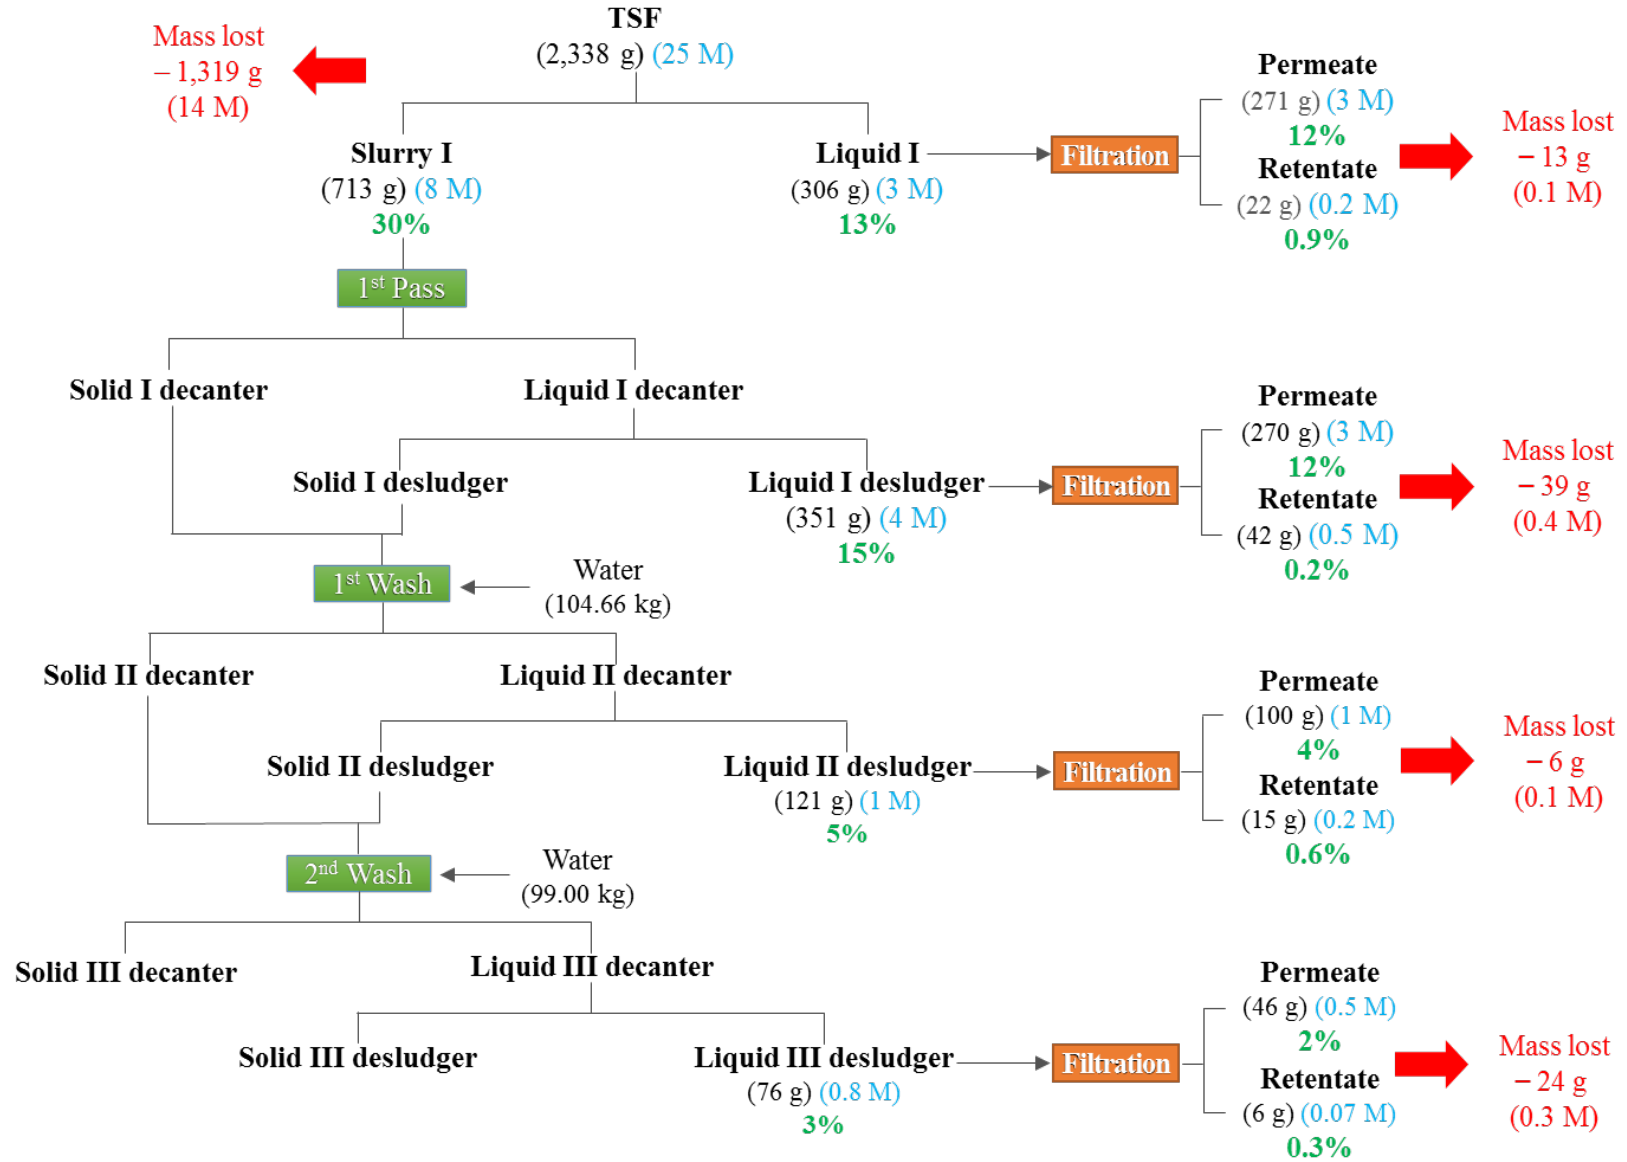 TSF
(2,338 g) (25 M)
Mass lost
– 1,319 g
(14 M)
Slurry I
(713 g) (8 M)
30%
Liquid I
(306 g) (3 M)
13%
Filtration
Permeate
(271 g) (3 M)
12%
Retentate
(22 g) (0.2 M)
0.9%
Mass lost
– 13 g
(0.1 M)
1st Pass
Solid I decanter
Liquid I decanter
Solid I desludger
Liquid I desludger
(351 g) (4 M)
15%
Filtration
Permeate
(270 g) (3 M)
12%
Retentate
(42 g) (0.5 M)
0.2%
Mass lost
– 39 g
(0.4 M)
1st Wash
Water
(104.66 kg)
Solid II decanter
Liquid II decanter
Solid II desludger
Liquid II desludger
(121 g) (1 M)
5%
Filtration
Permeate
(100 g) (1 M)
4%
Retentate
(15 g) (0.2 M)
0.6%
Mass lost
– 6 g
(0.1 M)
2nd Wash
Water
(99.00 kg)
Solid III decanter
Liquid III decanter
Solid III desludger
Liquid III desludger
(76 g) (0.8 M)
3%
Filtration
Permeate
(46 g) (0.5 M)
2%
Retentate
(6 g) (0.07 M)
0.3%
Mass lost
– 24 g
(0.3 M)